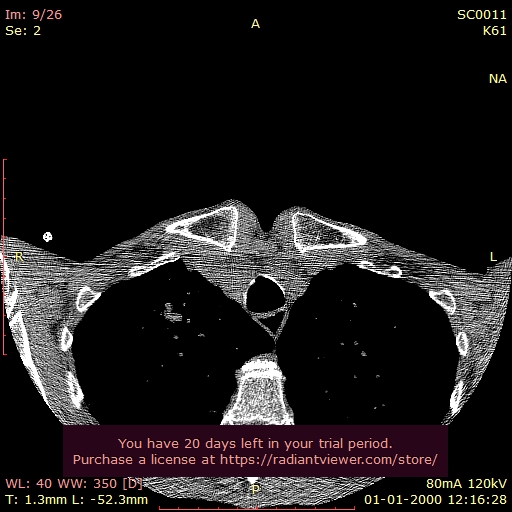 Im: 9/26
Se: 2
A
SC0011
K61
NA
R
L
You have 20 days left in your trial period.
Purchase a license at https://radiantviewer.com/store/
WL: 40 WW: 350 [D]
T: 1.3mm L: -52.3mm
P
80mA 120kV
01-01-2000 12:16:28